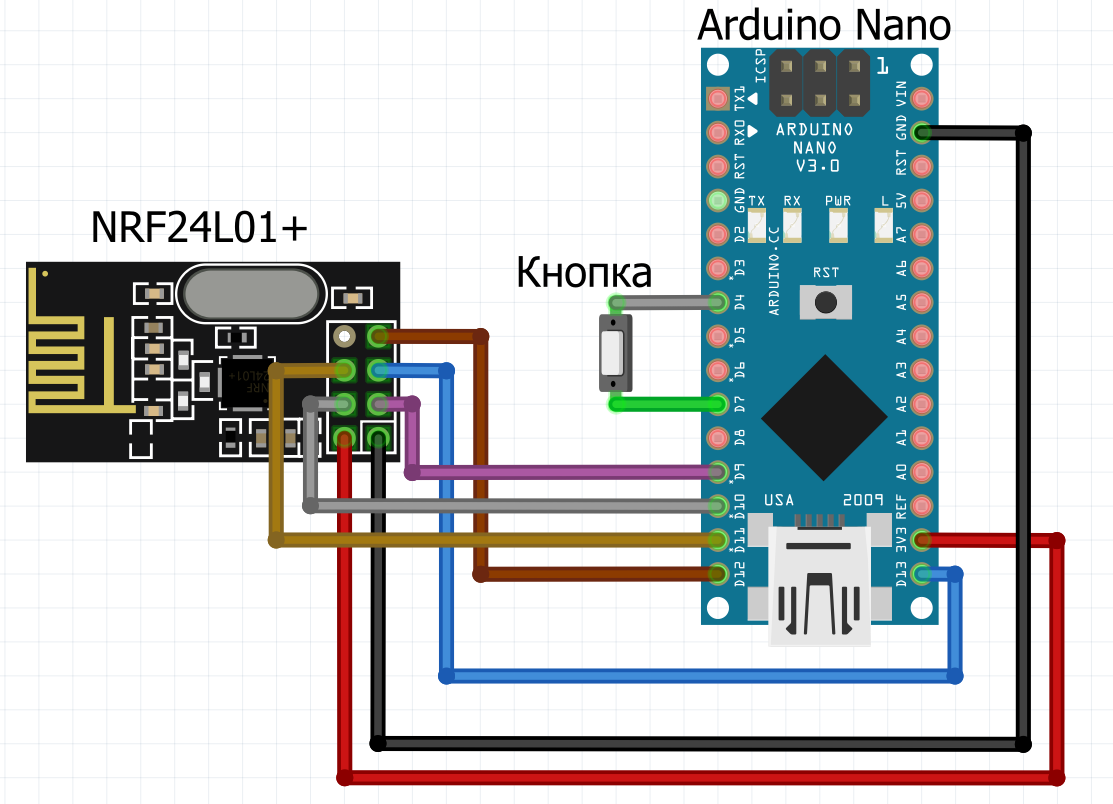 Arduino Nano
ICSP
1
TX1
RX0
RST
GND
D2
D3
D4
D5
D6
D7
D8
D9
D10
D11
D12
VIN
GND
RST
5V
A7
A6
A5
A4
A3
A2
A1
A0
REF
3V3
D13
ARDUINO
NANO
V3.0
TX RX PWR L
ARDUINO.CC
RST
USA 2009
NRF24L01+
Кнопка